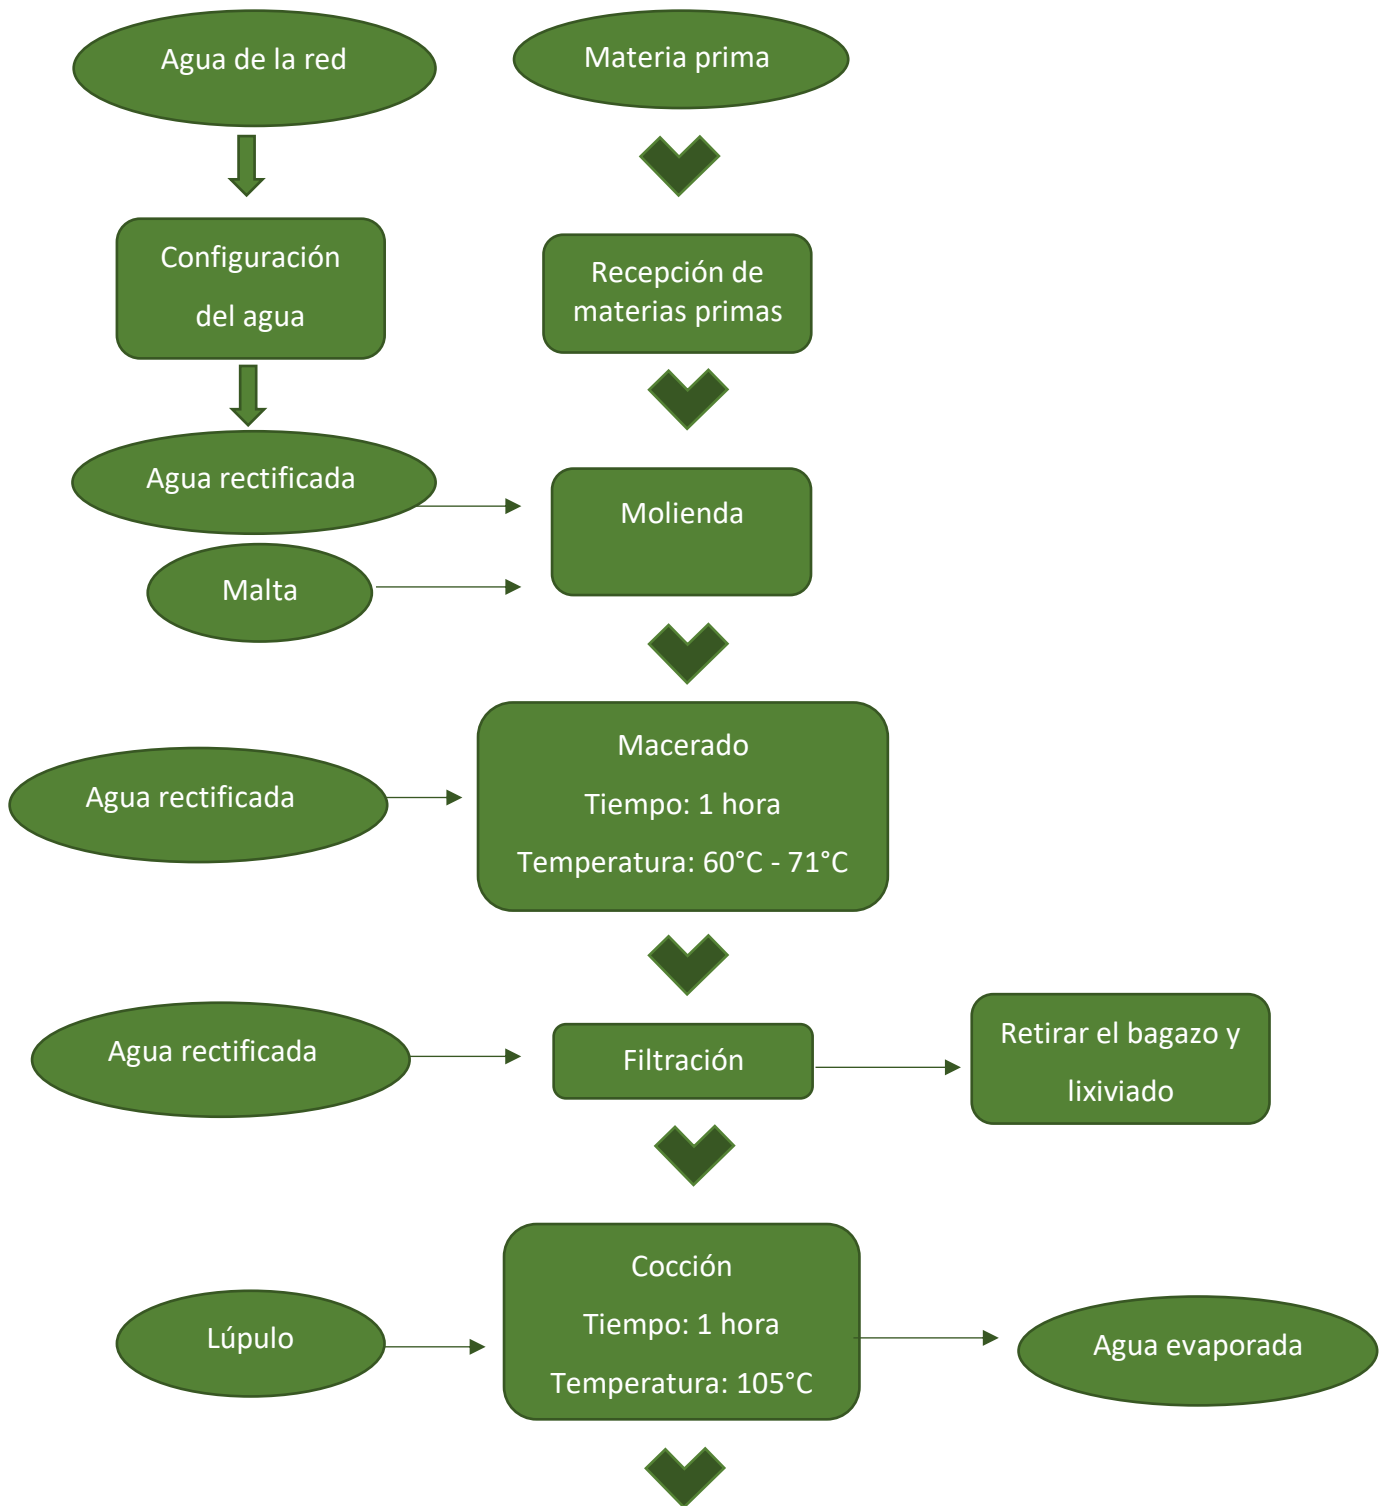 Agua de la red
Materia prima
Configuración
del agua
Recepción de
materias primas
Agua rectificada
Molienda
Malta
Macerado
Tiempo: 1 hora
Temperatura: 60°C - 71°C
Agua rectificada
Agua rectificada
Filtración
Retirar el bagazo y
lixiviado
Lúpulo
Cocción
Tiempo: 1 hora
Temperatura: 105°C
Agua evaporada